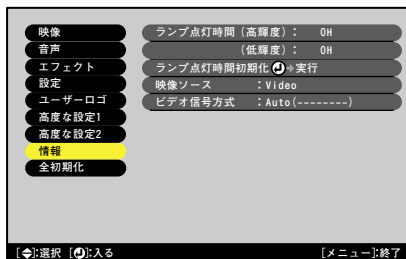 映像
音声
エフェクト
設定
ユーザーロゴ
高度な設定1
高度な設定2
情報
全初期化
ランプ点灯時間（高輝度）： 0H
（低輝度）： 0H
ランプ点灯時間初期化 実行
映像ソース ：Video
ビデオ信号方式 ：Auto(--------)
[ ]:選択 [ ]:入る [メニュー]:終了